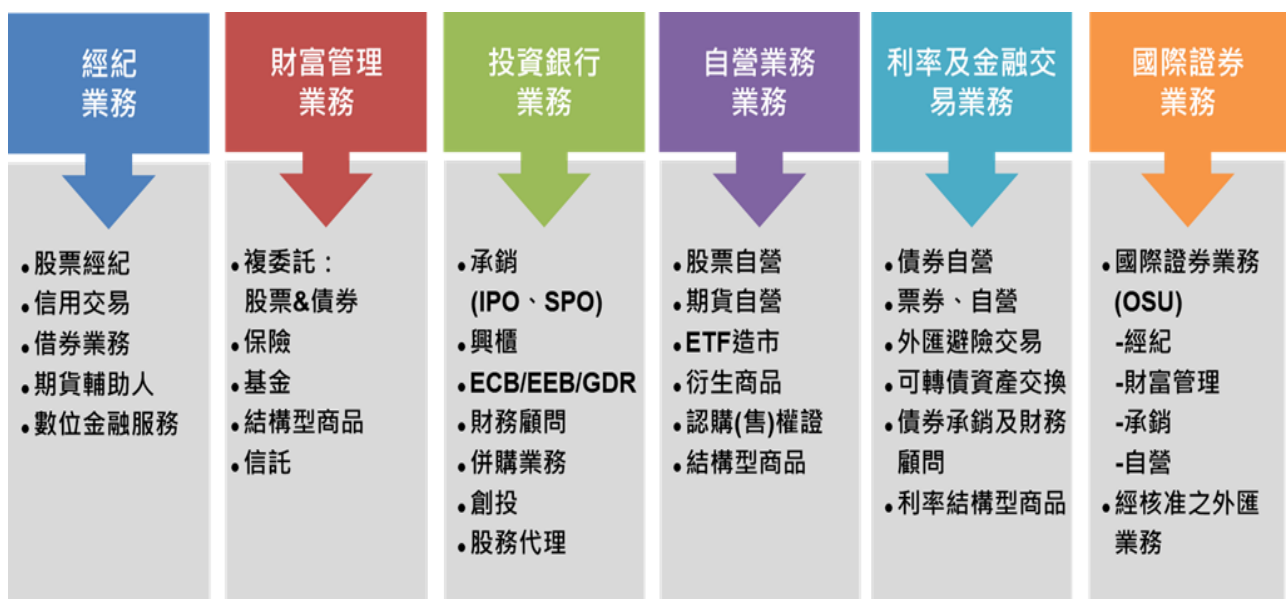 經紀
業務
• 股票經紀
• 信用交易
• 借券業務
• 期貨輔助人
• 數位金融服務
財富管理
業務
• 複委託：
股票&債券
• 保險
• 基金
• 結構型商品
• 信託
投資銀行
業務
• 承銷
(IPO、SPO)
• 興櫃
• ECB/EEB/GDR
• 財務顧問
• 併購業務
• 創投
• 股務代理
自營業務
業務
• 股票自營
• 期貨自營
• ETF造市
• 衍生商品
• 認購(售)權證
• 結構型商品
利率及金融交
易業務
• 債券自營
• 票券、自營
• 外匯避險交易
• 可轉債資產交換
• 債券承銷及財務
顧問
• 利率結構型商品
國際證券
業務
• 國際證券業務
(OSU)
-經紀
-財富管理
-承銷
-自營
• 經核准之外匯
業務